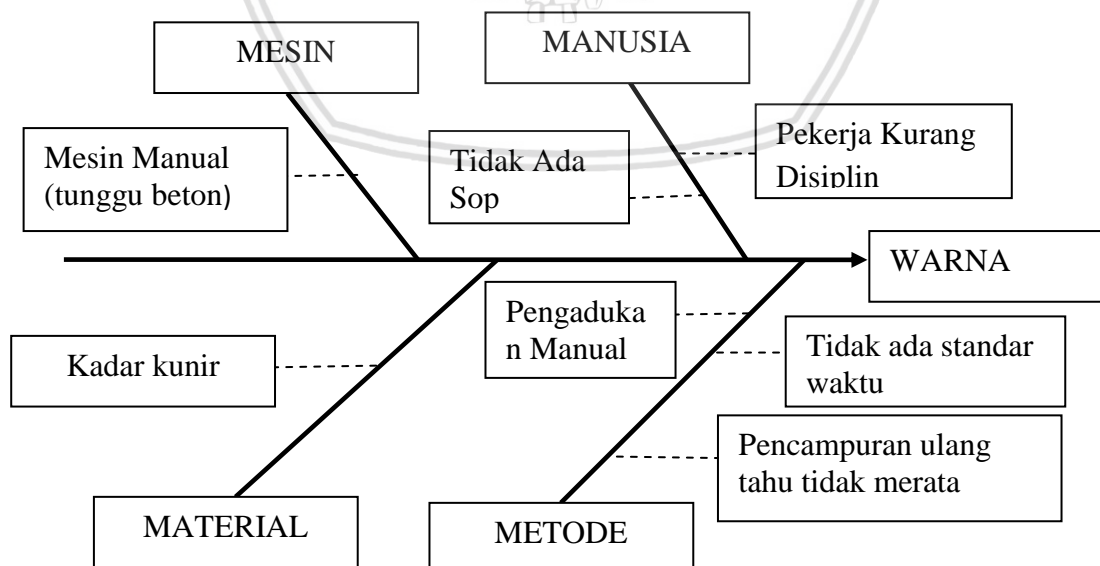 MESIN
MANUSIA
Mesin Manual
(tunggu beton)
Tidak Ada
Sop
Pekerja Kurang
Disiplin
WARNA
Kadar kunir
Pengaduka
n Manual
Tidak ada standar
waktu
Pencampuran ulang
tahu tidak merata
MATERIAL
METODE